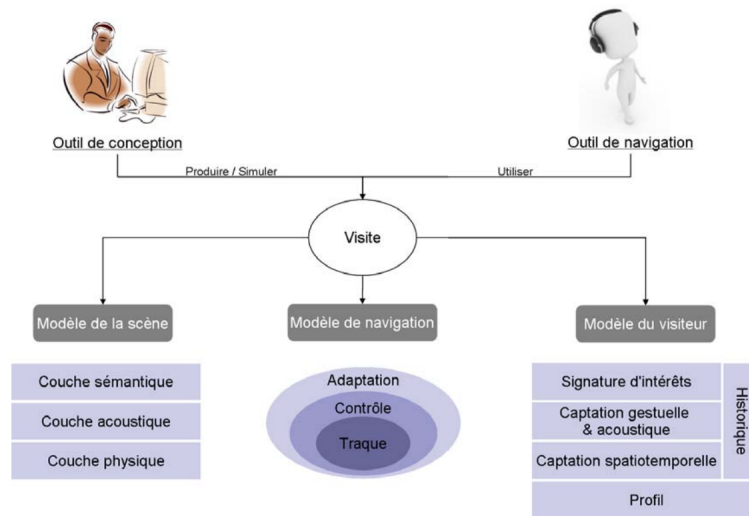 Outil de conception
Outil de navigation
Produire / Simuler
Utiliser
Visite
Modèle de la scène
Modèle de navigation
Modèle du visiteur
Couche sémantique
Couche acoustique
Couche physique
Adaptation
Contrôle
Traque
Signature d'intérêts
Captation gestuelle
& acoustique
Captation spatiotemporelle
Historique
Profil